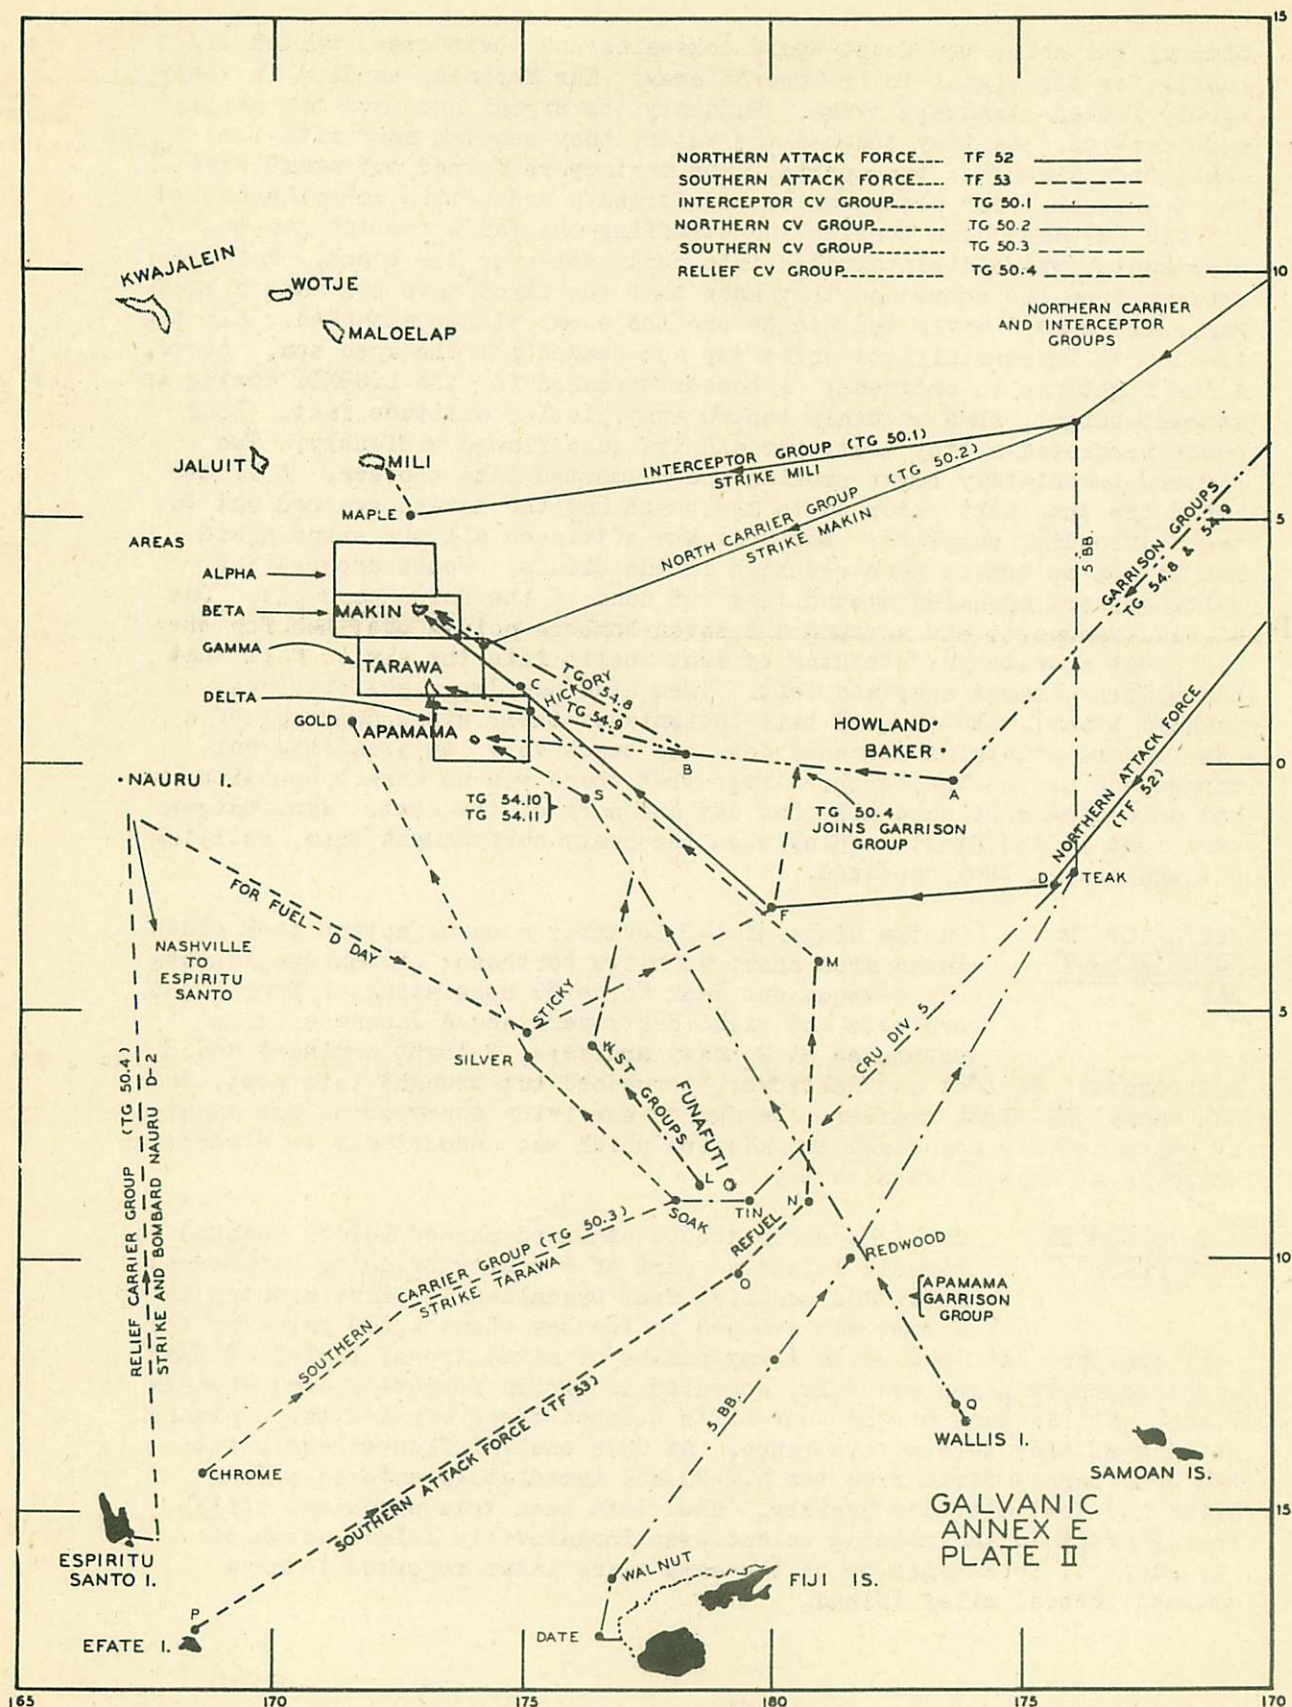 15
NORTHERN ATTACK FORCE---- TF 52
SOUTHERN ATTACK FORCE---- TF 53
INTERCEPTOR CV GROUP------- TG 50.1
NORTHERN CV GROUP--------- TG 50.2
SOUTHERN CV GROUP--------- TG 50.3
RELIEF CV GROUP------------ TG 50.4
KWAJALEIN
WOTJE
MALOELAP
10
NORTHERN CARRIER
AND INTERCEPTOR
GROUPS
JALUIT
MILI
INTERCEPTOR GROUP (TG 50.1)
STRIKE MILI
NORTH CARRIER GROUP (TG 50.2)
STRIKE MAKIN
MAPLE
5
5 BB.
GARRISON GROUPS
TG 54.8 & 54.9
AREAS
ALPHA
BETA
MAKIN
GAMMA
TARAWA
DELTA
GOLD
APAMAMA
C
HICKORY
TG 54.8
TG 54.9
HOWLAND
BAKER
B
A
0
NAURU I.
TG 54.10
TG 54.11
S
TG 50.4
JOINS GARRISON
GROUP
NORTHERN ATTACK FORCE
(TF 52)
D
TEAK
F
FOR FUEL - D DAY
NASHVILLE
TO
ESPIRITU
SANTO
M
STICKY
SILVER
K
LST GROUPS
FUNAFUTI
CRU DIV 5
5
L
SOAK
TIN
N
REFUEL
O
REDWOOD
10
RELIEF CARRIER GROUP (TG 50.4)
STRIKE AND BOMBARD NAURU D-2
SOUTHERN CARRIER GROUP (TG 50.3)
STRIKE TARAWA
APAMAMA
GARRISON
GROUP
SOUTHERN ATTACK FORCE (TF 53)
5 BB.
Q
WALLIS I.
SAMOAN IS.
CHROME
GALVANIC
ANNEX E
PLATE II
15
ESPIRITU
SANTO I.
WALNUT
FIJI IS.
P
EFATE I.
DATE
165
170
175
180
175
170